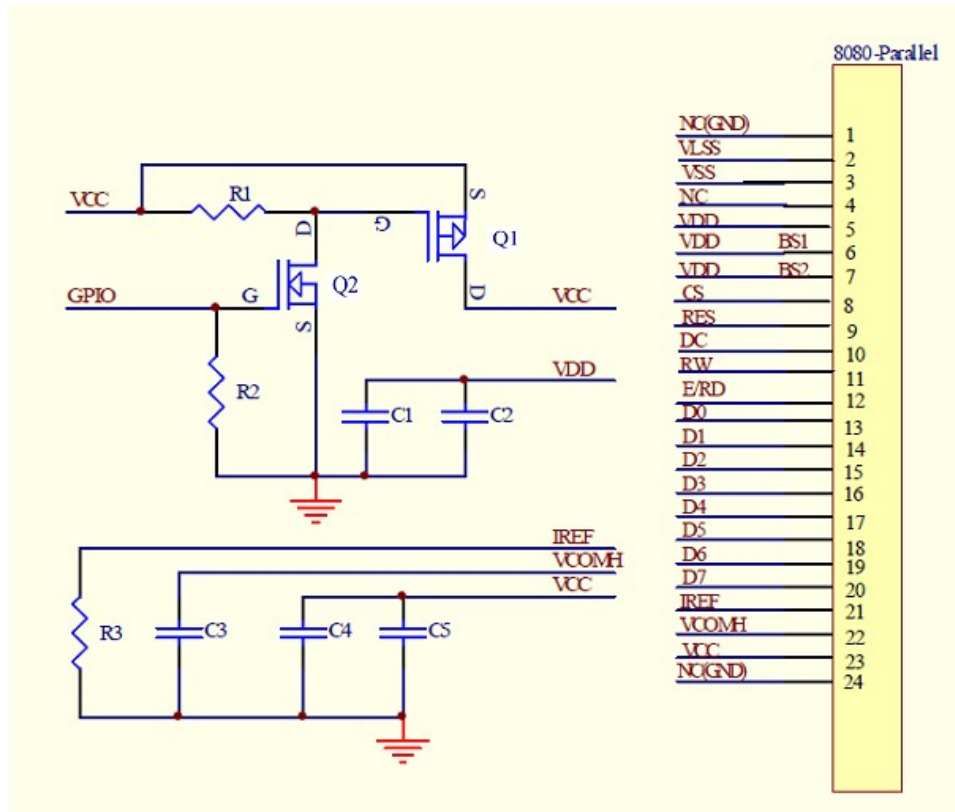 8080-Parallel
NC(GND) 1
VLSS 2
VSS 3
NC 4
VDD 5
VDD BS1 6
VDD BS2 7
CS 8
RES 9
DC 10
RW 11
E/RD 12
D0 13
D1 14
D2 15
D3 16
D4 17
D5 18
D6 19
D7 20
IREF 21
VCOMH 22
VCC 23
NC(GND) 24
VCC
R1
D
G
S
Q1
D
VCC
GPIO
G
Q2
S
R2
VDD
C1
C2
IREF
VCOMH
VCC
R3
C3
C4
C5